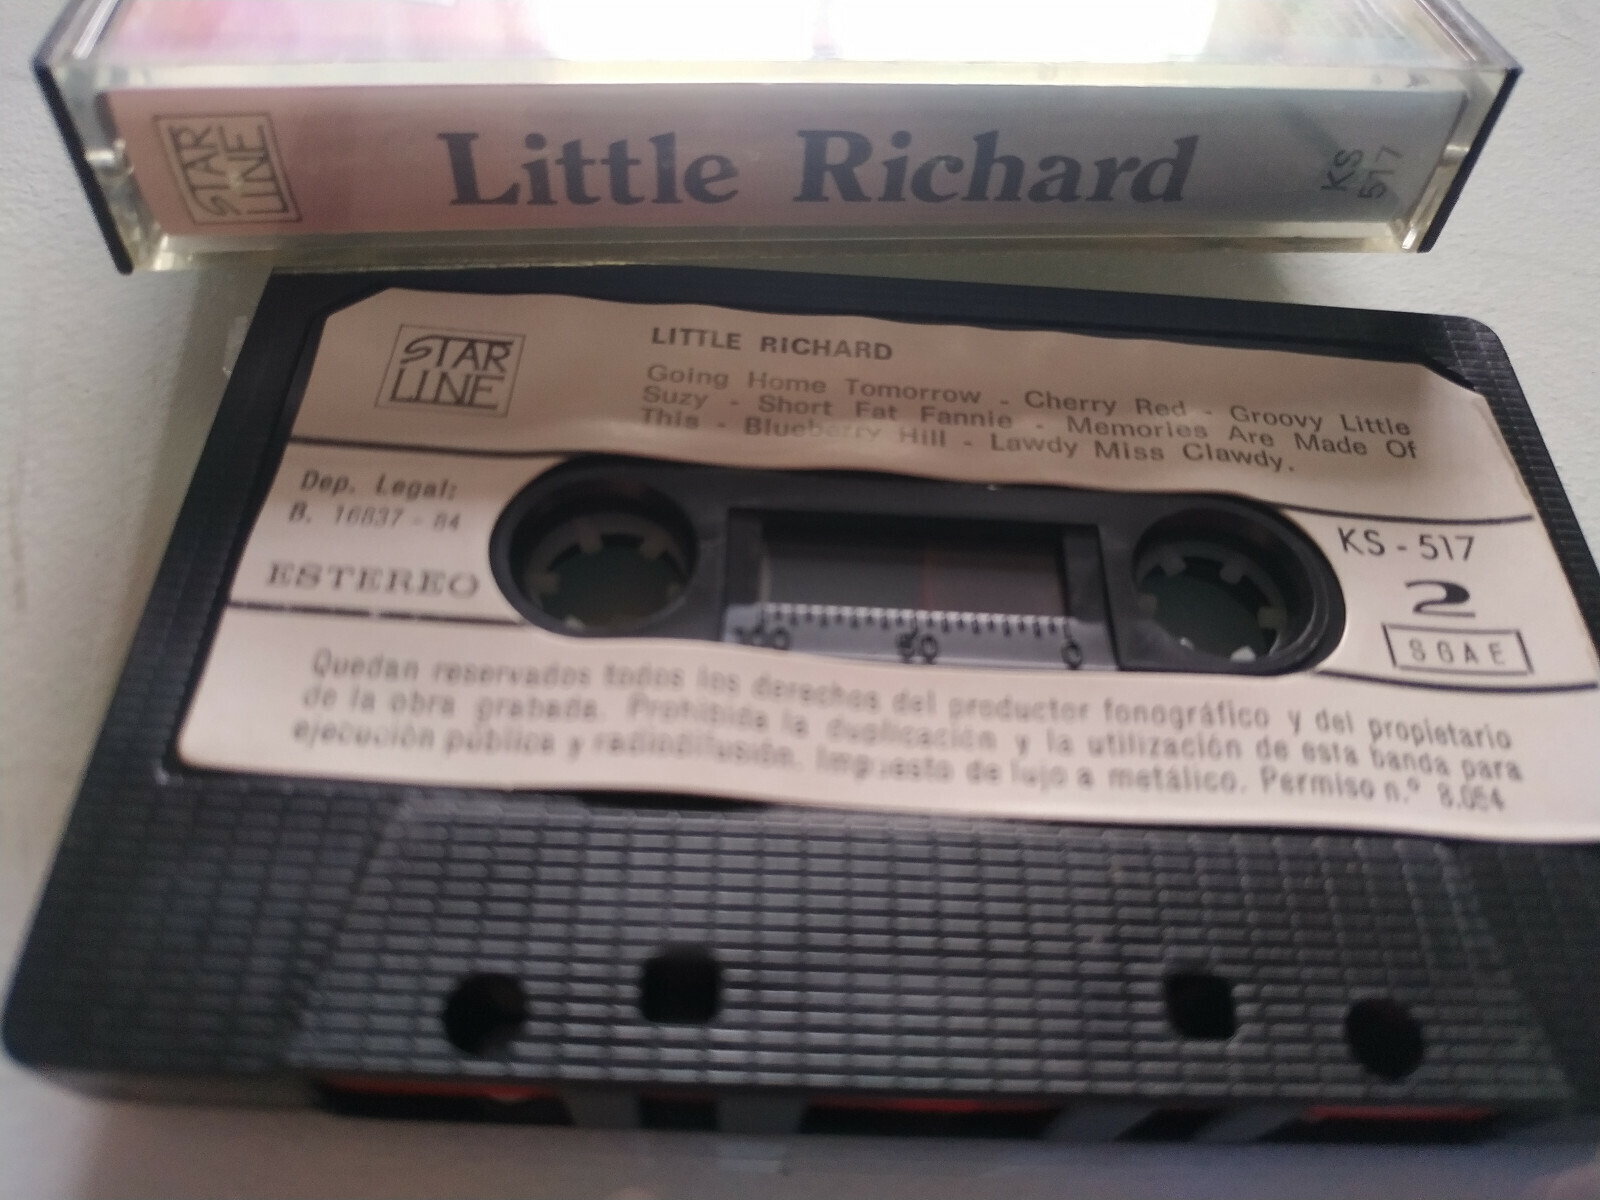 STAR
LINE
Little Richard
KS
517
STAR
LINE
LITTLE RICHARD
Going Home Tomorrow - Cherry Red - Groovy Little
Suzy - Short Fat Fannie - Memories Are Made Of
This - Blueberry Hill - Lawdy Miss Clawdy.
Dep. Legal:
B. 16837 - 84
ESTEREO
KS - 517
2
SGAE
100 50 0
Quedan reservados todos los derechos del productor fonográfico y del propietario
de la obra grabada. Prohibida la duplicación y la utilización de esta banda para
ejecución pública y radiodifusión. Impuesto de lujo a metálico. Permiso n.º 8.054